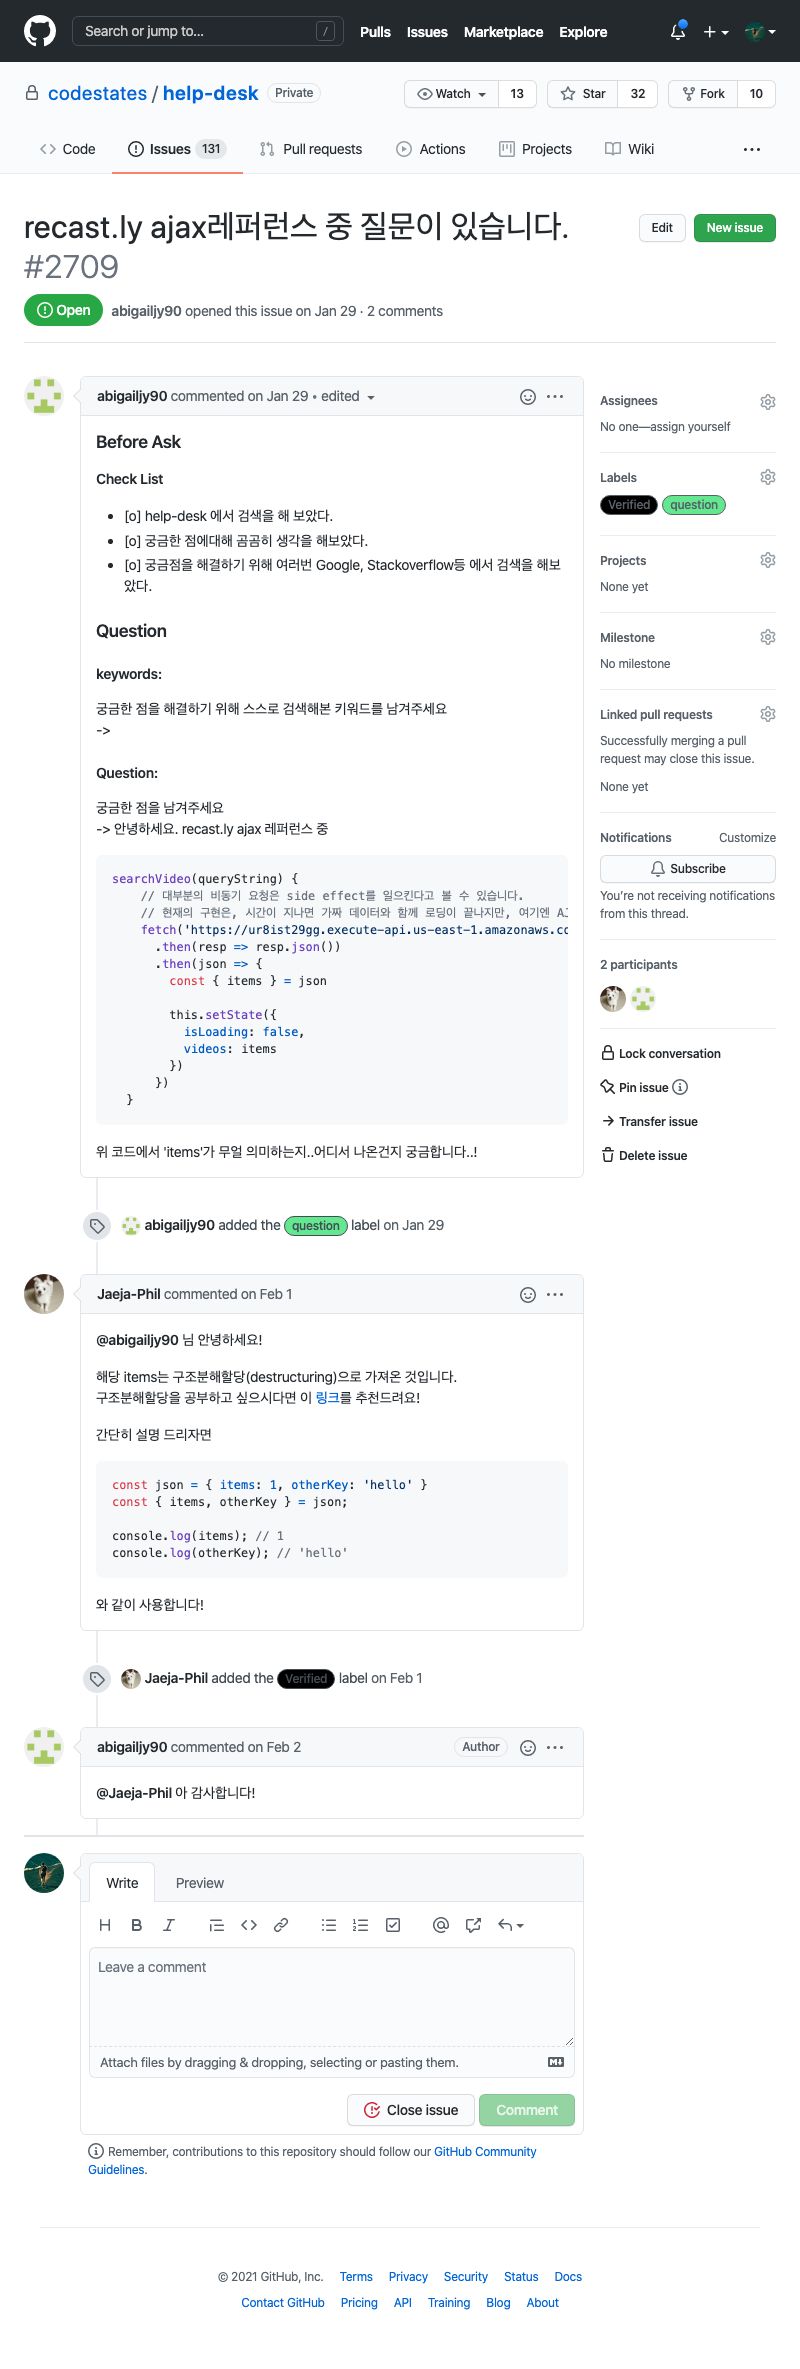 Search or jump to... /
Pulls Issues Marketplace Explore
codestates / help-desk Private
Watch 13 Star 32 Fork 10
Code Issues 131 Pull requests Actions Projects Wiki ...
recast.ly ajax레퍼런스 중 질문이 있습니다.
#2709
Edit New issue
Open abigailjy90 opened this issue on Jan 29 · 2 comments
abigailjy90 commented on Jan 29 • edited
Before Ask
Check List
• [o] help-desk 에서 검색을 해 보았다.
• [o] 궁금한 점에대해 곰곰히 생각을 해보았다.
• [o] 궁금점을 해결하기 위해 여러번 Google, Stackoverflow등 에서 검색을 해보
았다.
Question
keywords:
궁금한 점을 해결하기 위해 스스로 검색해본 키워드를 남겨주세요
->
Question:
궁금한 점을 남겨주세요
-> 안녕하세요. recast.ly ajax 레퍼런스 중
searchVideo(queryString) {
// 대부분의 비동기 요청은 side effect를 일으킨다고 볼 수 있습니다.
// 현재의 구현은, 시간이 지나면 가짜 데이터와 함께 로딩이 끝나지만, 여기엔 AJ
fetch('https://ur8ist29gg.execute-api.us-east-1.amazonaws.co
.then(resp => resp.json())
.then(json => {
const { items } = json
this.setState({
isLoading: false,
videos: items
})
})
}
위 코드에서 'items'가 무얼 의미하는지..어디서 나온건지 궁금합니다..!
abigailjy90 added the question label on Jan 29
Jaeja-Phil commented on Feb 1
@abigailjy90 님 안녕하세요!
해당 items는 구조분해할당(destructuring)으로 가져온 것입니다.
구조분해할당을 공부하고 싶으시다면 이 링크를 추천드려요!
간단히 설명 드리자면
const json = { items: 1, otherKey: 'hello' }
const { items, otherKey } = json;
console.log(items); // 1
console.log(otherKey); // 'hello'
와 같이 사용합니다!
Jaeja-Phil added the Verified label on Feb 1
abigailjy90 commented on Feb 2 Author
@Jaeja-Phil 아 감사합니다!
Write Preview
Leave a comment
Attach files by dragging & dropping, selecting or pasting them.
Close issue Comment
Remember, contributions to this repository should follow our GitHub Community
Guidelines.
Assignees
No one—assign yourself
Labels
Verified question
Projects
None yet
Milestone
No milestone
Linked pull requests
Successfully merging a pull
request may close this issue.
None yet
Notifications Customize
Subscribe
You're not receiving notifications
from this thread.
2 participants
Lock conversation
Pin issue
Transfer issue
Delete issue
© 2021 GitHub, Inc. Terms Privacy Security Status Docs
Contact GitHub Pricing API Training Blog About